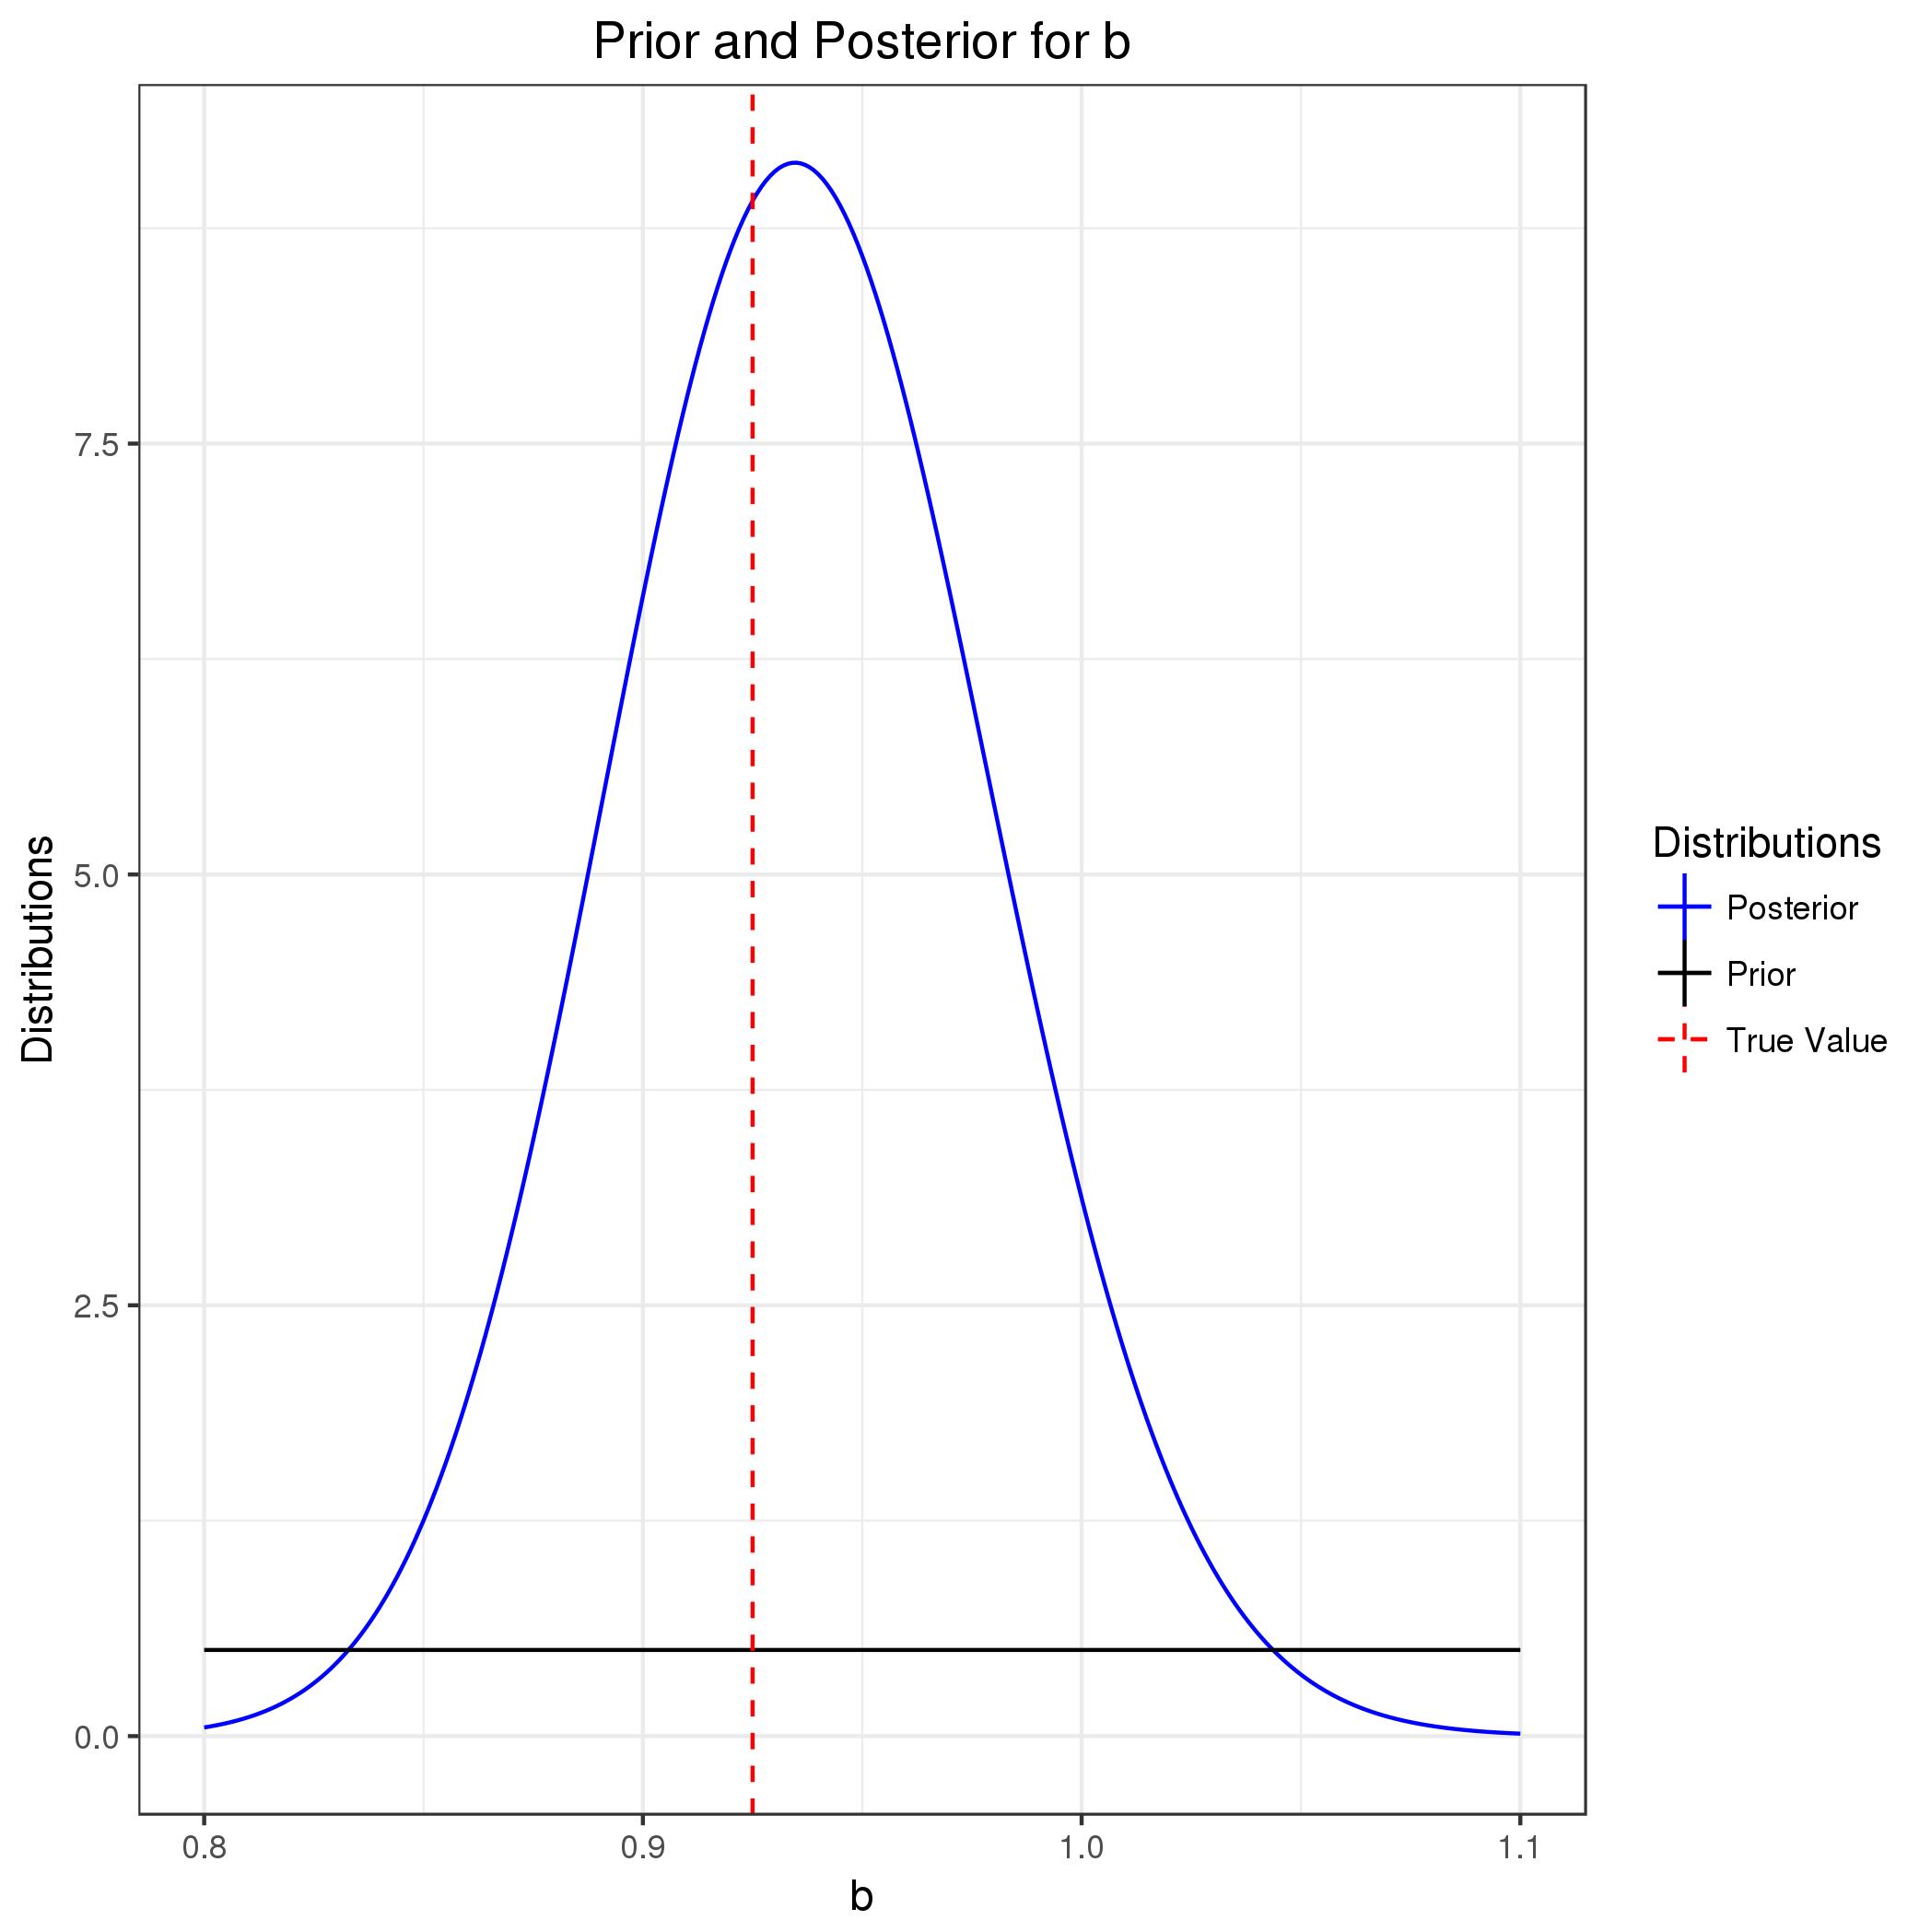 Prior and Posterior for b
Distributions
7.5
5.0
2.5
0.0
0.8
0.9
1.0
1.1
b
Distributions
Posterior
Prior
True Value